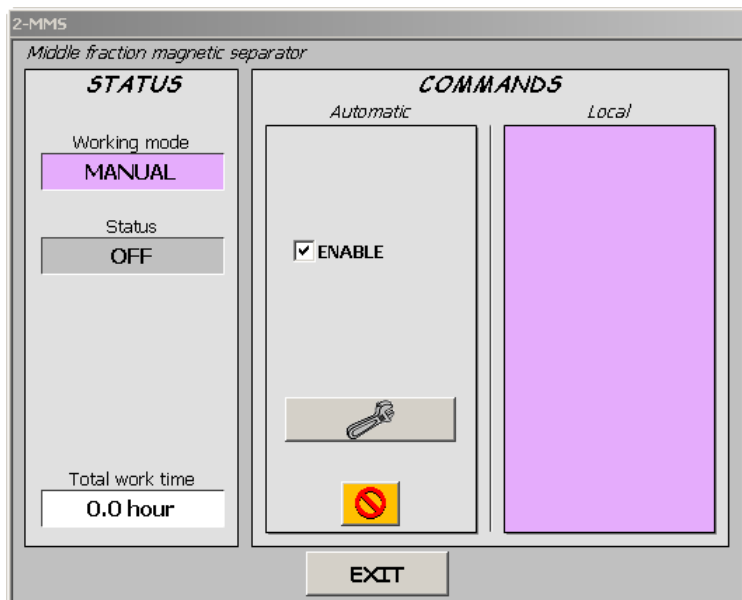 2-MMS
Middle fraction magnetic separator
STATUS
Working mode
MANUAL
Status
OFF
Total work time
0.0 hour
COMMANDS
Automatic
Local
ENABLE
EXIT